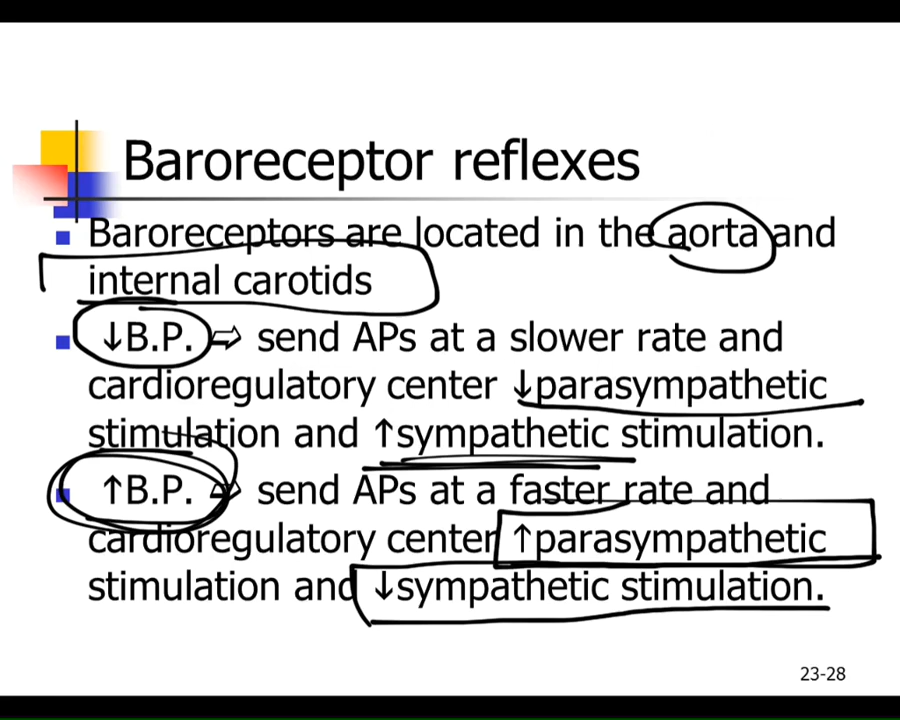 Baroreceptor reflexes
Baroreceptors are located in the aorta and
internal carotids
↓B.P. ⇨ send APs at a slower rate and
cardioregulatory center ↓parasympathetic
stimulation and ↑sympathetic stimulation.
↑B.P. ⇨ send APs at a faster rate and
cardioregulatory center ↑parasympathetic
stimulation and ↓sympathetic stimulation.
23-28